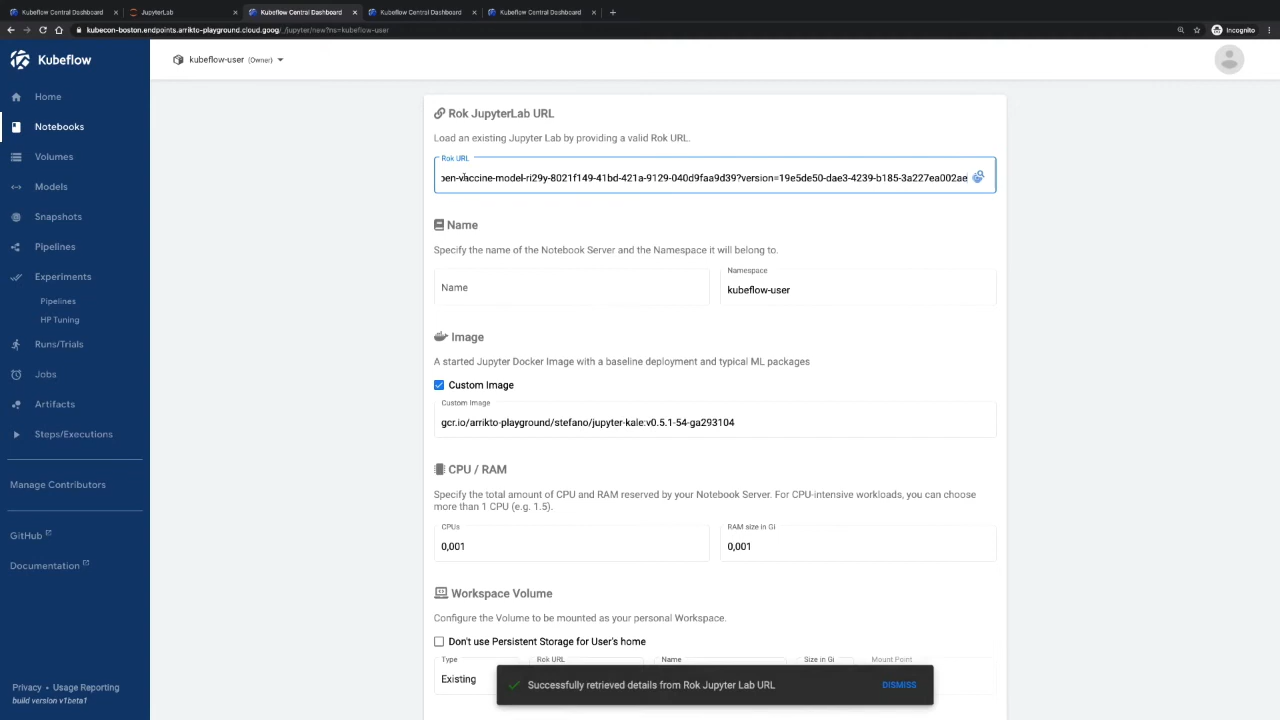 Kubeflow Central Dashboard
JupyterLab
Kubeflow Central Dashboard
Kubeflow Central Dashboard
Kubeflow Central Dashboard
kubecon-boston.endpoints.arrikto-playground.cloud.goog/_/jupyter/new?ns=kubeflow-user
Incognito
Kubeflow
kubeflow-user (Owner)
Home
Notebooks
Volumes
Models
Snapshots
Pipelines
Experiments
Pipelines
HP Tuning
Runs/Trials
Jobs
Artifacts
Steps/Executions
Manage Contributors
GitHub
Documentation
Privacy • Usage Reporting
build version v1beta1
Rok JupyterLab URL
Load an existing Jupyter Lab by providing a valid Rok URL.
Rok URL
pen-vaccine-model-ri29y-8021f149-41bd-421a-9129-040d9faa9d39?version=19e5de50-dae3-4239-b185-3a227ea002ae
Name
Specify the name of the Notebook Server and the Namespace it will belong to.
Name
Namespace
kubeflow-user
Image
A started Jupyter Docker Image with a baseline deployment and typical ML packages
Custom Image
Custom Image
gcr.io/arrikto-playground/stefano/jupyter-kale:v0.5.1-54-ga293104
CPU / RAM
Specify the total amount of CPU and RAM reserved by your Notebook Server. For CPU-intensive workloads, you can choose
more than 1 CPU (e.g. 1.5).
CPUs
0,001
RAM size in Gi
0,001
Workspace Volume
Configure the Volume to be mounted as your personal Workspace.
Don't use Persistent Storage for User's home
Type
Rok URL
Name
Size in Gi
Mount Point
Existing
Successfully retrieved details from Rok Jupyter Lab URL
DISMISS